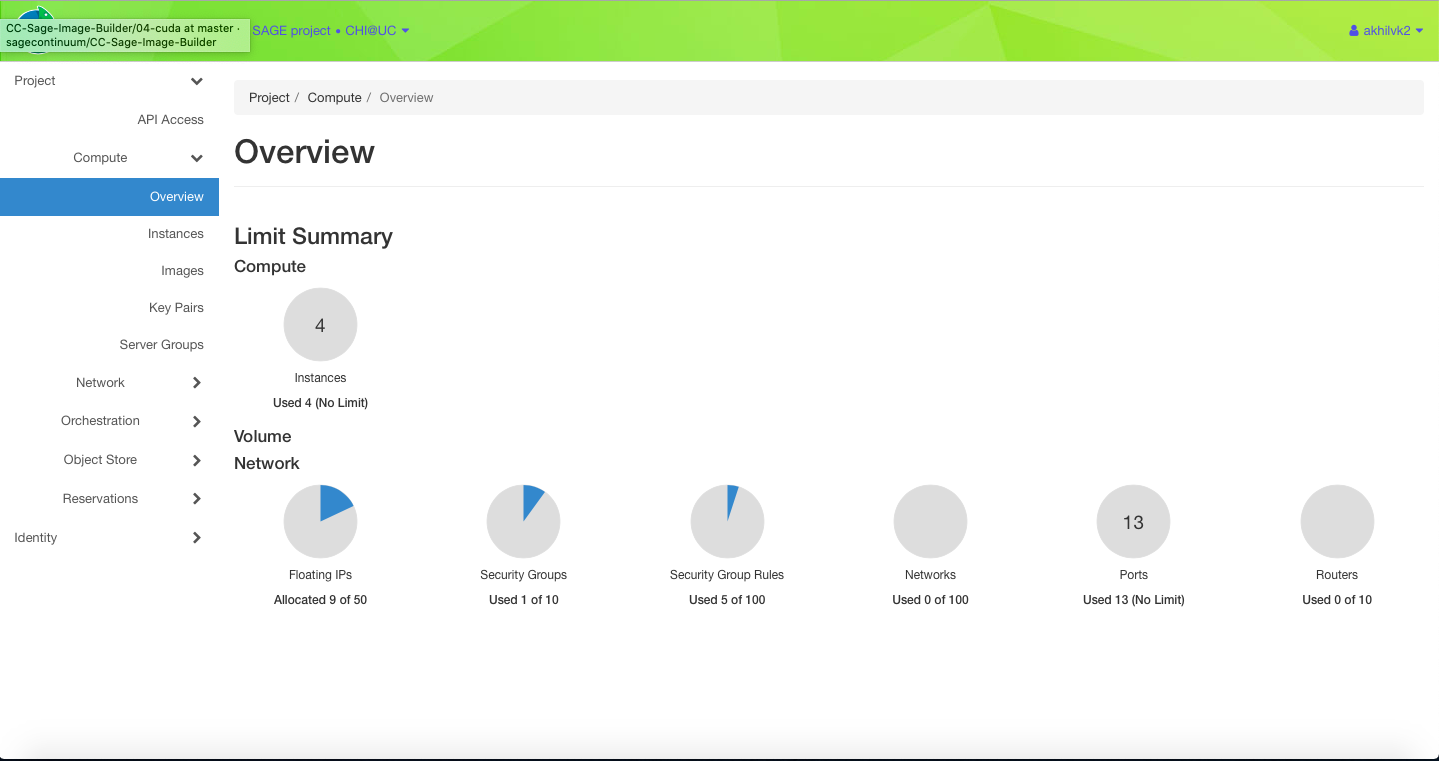 CC-Sage-Image-Builder/04-cuda at master ·
sagecontinuum/CC-Sage-Image-Builder
SAGE project • CHI@UC
akhilvk2
Project
API Access
Compute
Overview
Instances
Images
Key Pairs
Server Groups
Network
Orchestration
Object Store
Reservations
Identity
Project / Compute / Overview
Overview
Limit Summary
Compute
4
Instances
Used 4 (No Limit)
Volume
Network
13
Floating IPs Security Groups Security Group Rules Networks Ports Routers
Allocated 9 of 50 Used 1 of 10 Used 5 of 100 Used 0 of 100 Used 13 (No Limit) Used 0 of 10